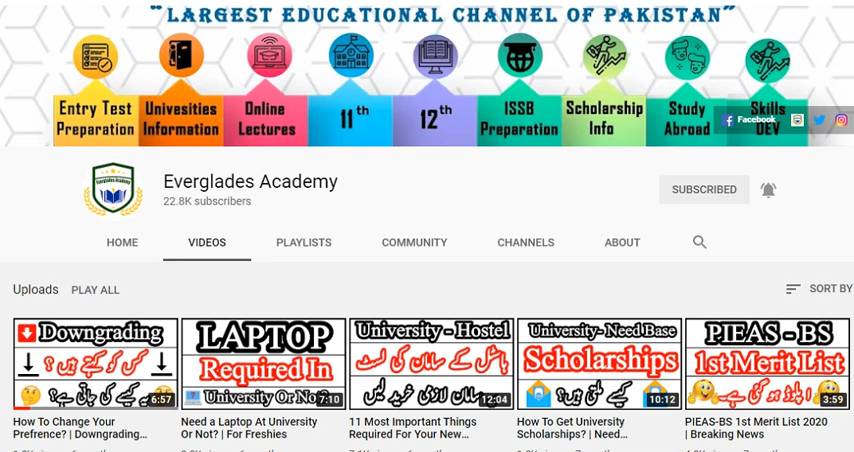 "LARGEST EDUCATIONAL CHANNEL OF PAKISTAN"
Entry Test
Preparation
Univesities
Information
Online
Lectures
11th
12th
ISSB
Preparation
Scholarship
Info
Study
Abroad
Skills
DEV
Facebook
Everglades Academy
Everglades Academy
22.8K subscribers
SUBSCRIBED
HOME VIDEOS PLAYLISTS COMMUNITY CHANNELS ABOUT
Uploads PLAY ALL
SORT BY
Downgrading
کس کو کہتے ہیں ؟
کیسے کی جاتی ہے؟
6:57
LAPTOP
Required In
University Or No
7:10
University - Hostel
ہاسٹل کے سامان کی لسٹ
سامان لازمی خرید لیں
12:04
University- Need Base
Scholarships
کیسے ملتی ہیں؟
10:12
PIEAS - BS
1st Merit List
اپلوڈ ہو گئی ہے
3:59
How To Change Your
Prefrence? | Downgrading...
Need a Laptop At University
Or Not? | For Freshies
11 Most Important Things
Required For Your New...
How To Get University
Scholarships? | Need...
PIEAS-BS 1st Merit List 2020
| Breaking News